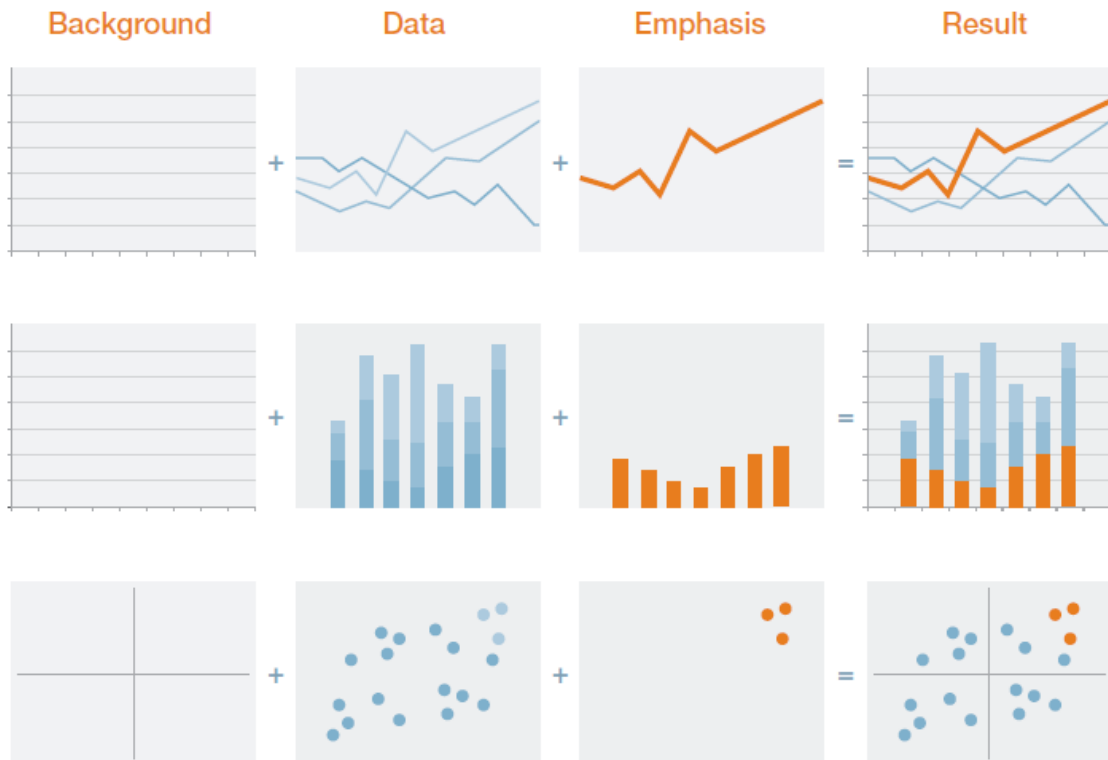 Background Data Emphasis Result
+ + =
+ + =
+ + =